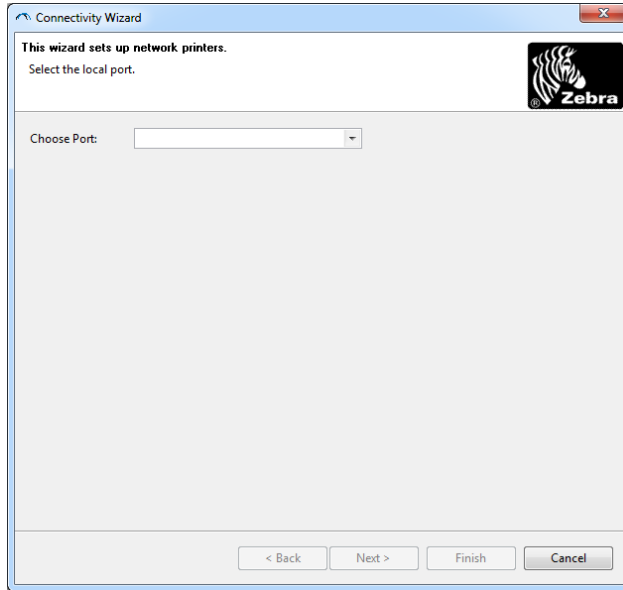 Connectivity Wizard
This wizard sets up network printers.
Select the local port.
® Zebra
Choose Port:
< Back Next > Finish Cancel